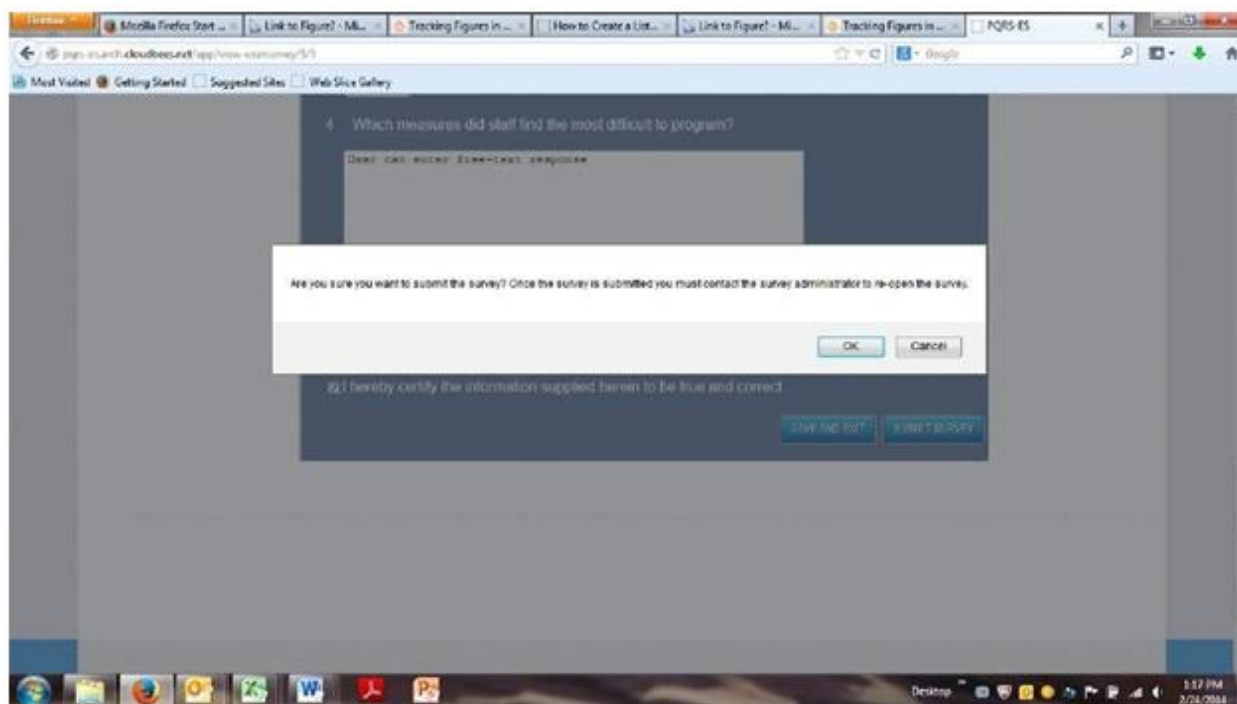 Firefox
Mozilla Firefox Start ...
Link to Figure? - Mi...
Tracking Figures in ...
How to Create a List...
Link to Figure? - Mi...
Tracking Figures in ...
PQRS-ES
cloudbees.net
Google
Most Visited
Getting Started
Suggested Sites
Web Slice Gallery
4 Which measures did staff find the most difficult to program?
User can enter free-text response
Are you sure you want to submit the survey? Once the survey is submitted you must contact the survey administrator to re-open the survey.
OK
Cancel
I hereby certify the information supplied herein to be true and correct
SAVE AND EXIT
SUBMIT SURVEY
Desktop
1:17 PM